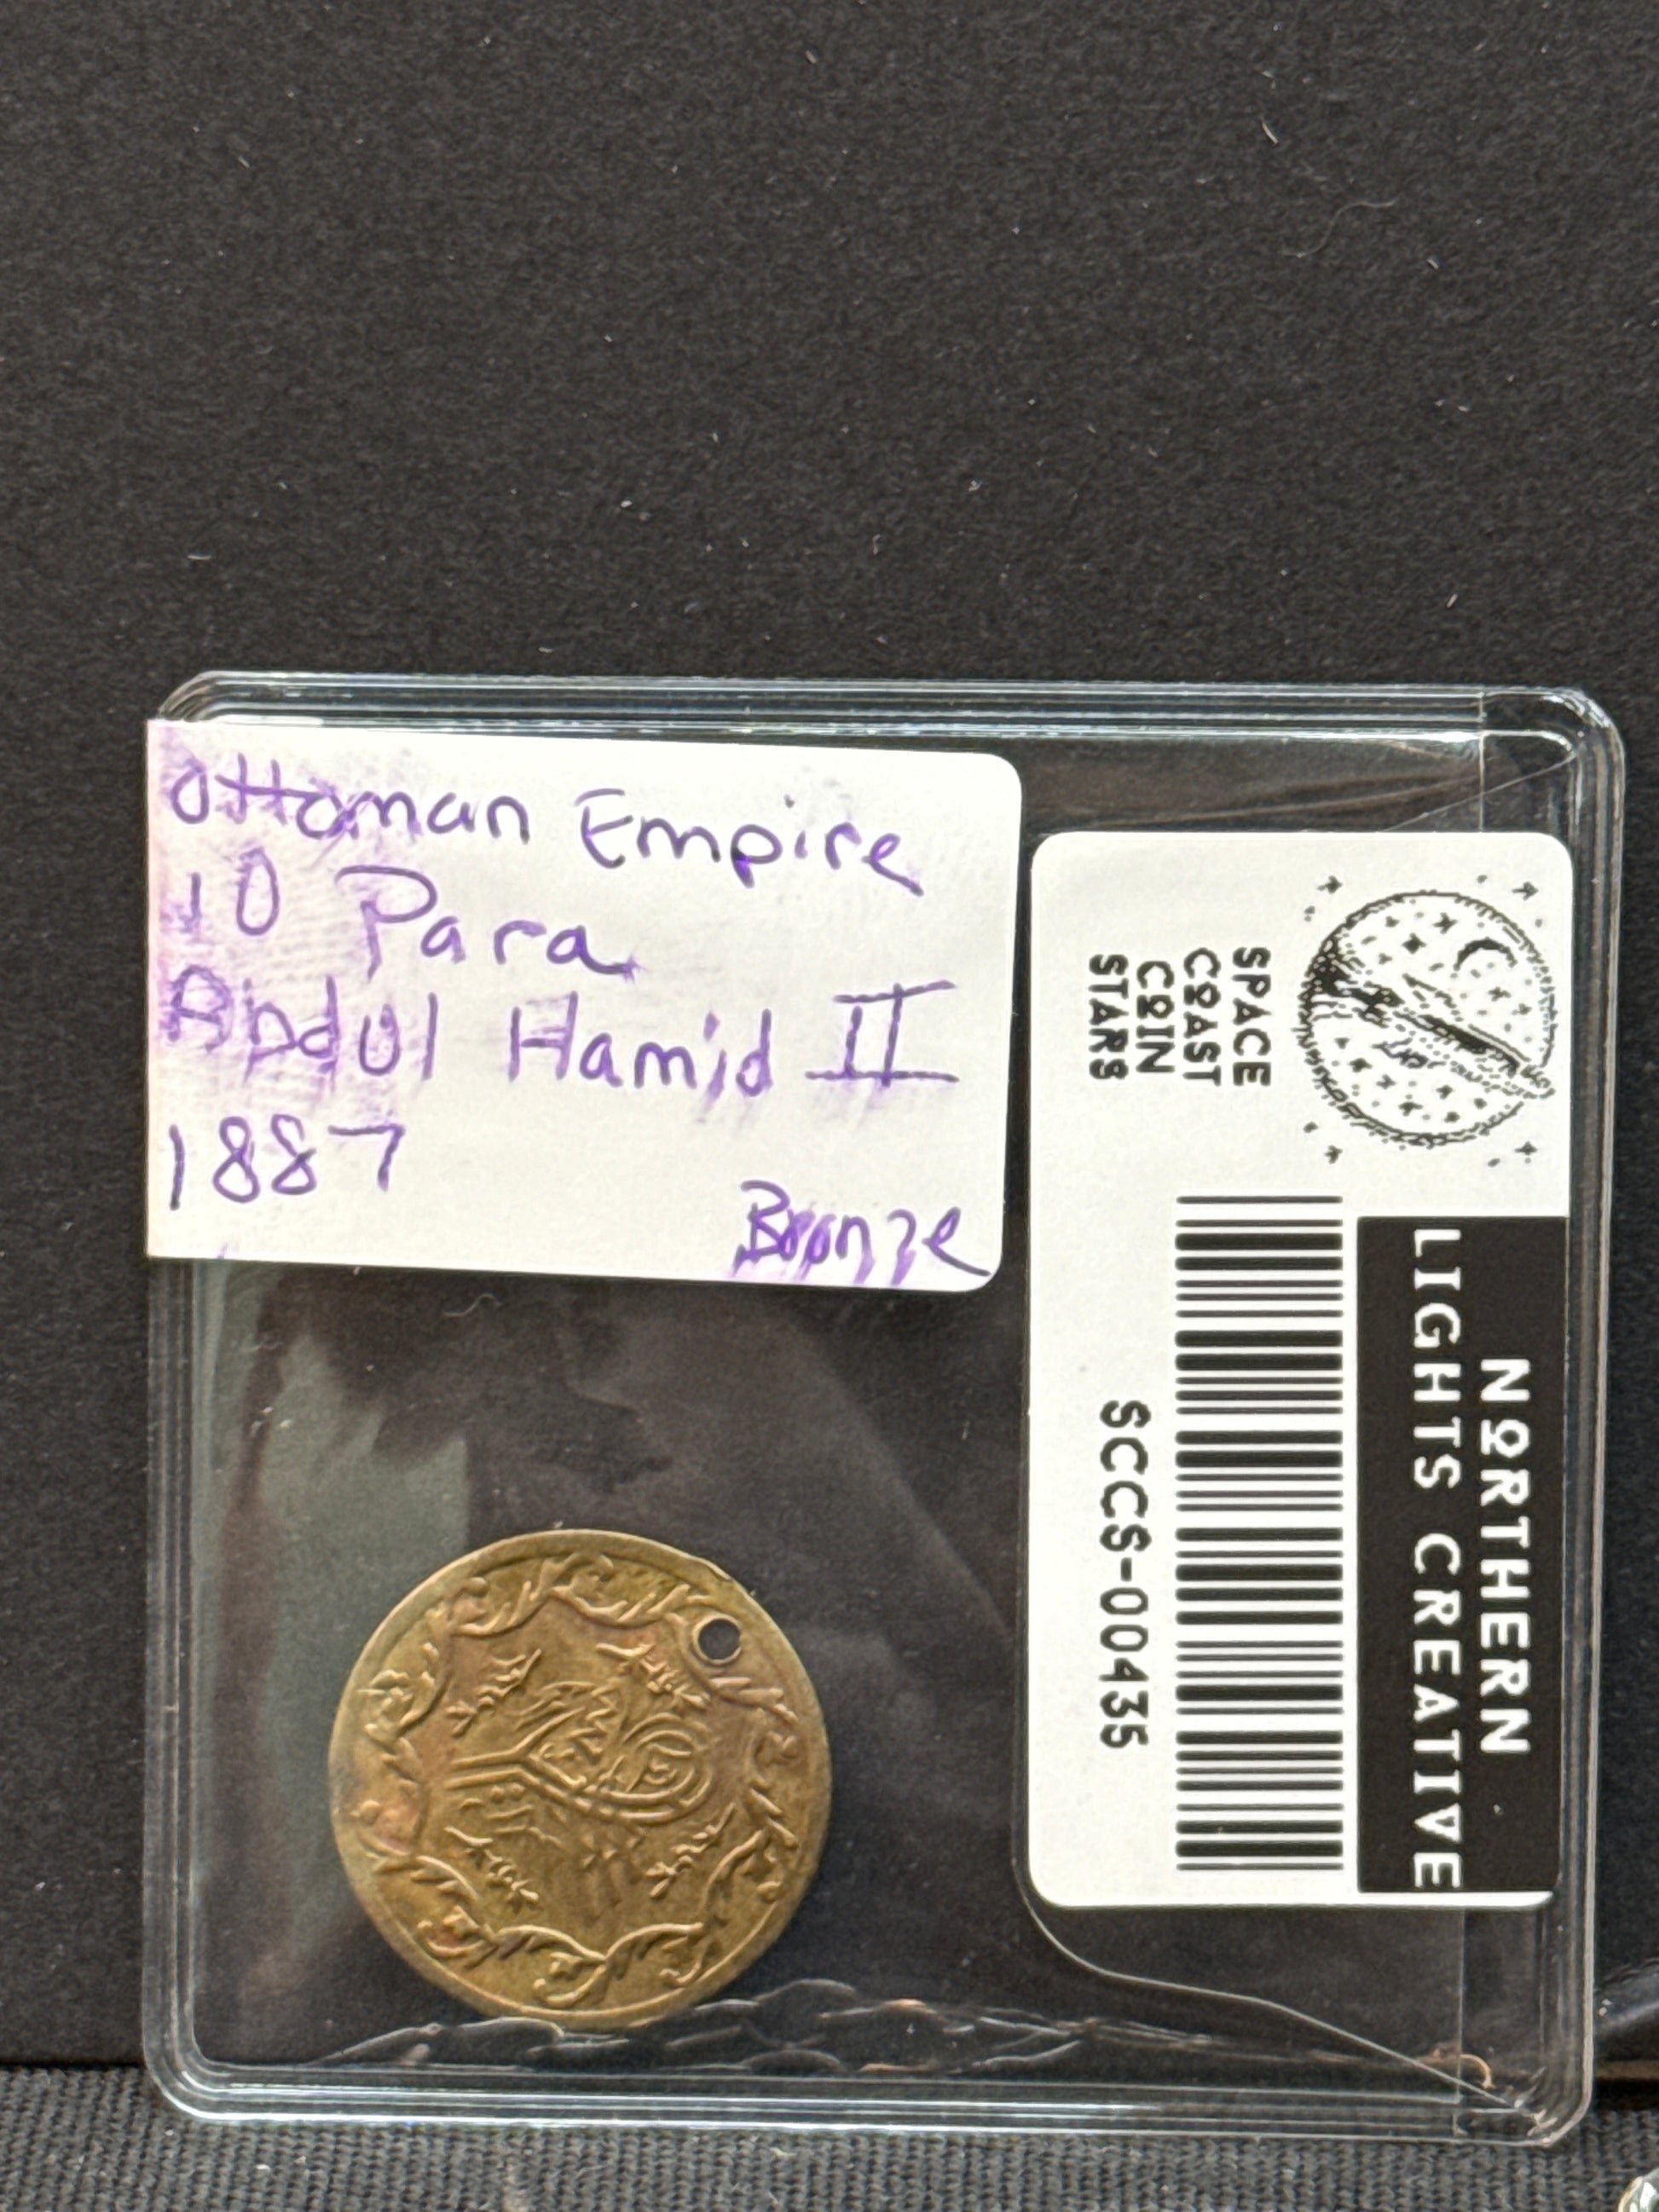 Ottoman Empire
10 Para
Abdul Hamid II
1887
Bronze
SPACE
COAST
COIN
STARS
NORTHERN
LIGHTS CREATIVE
SCCS-00435